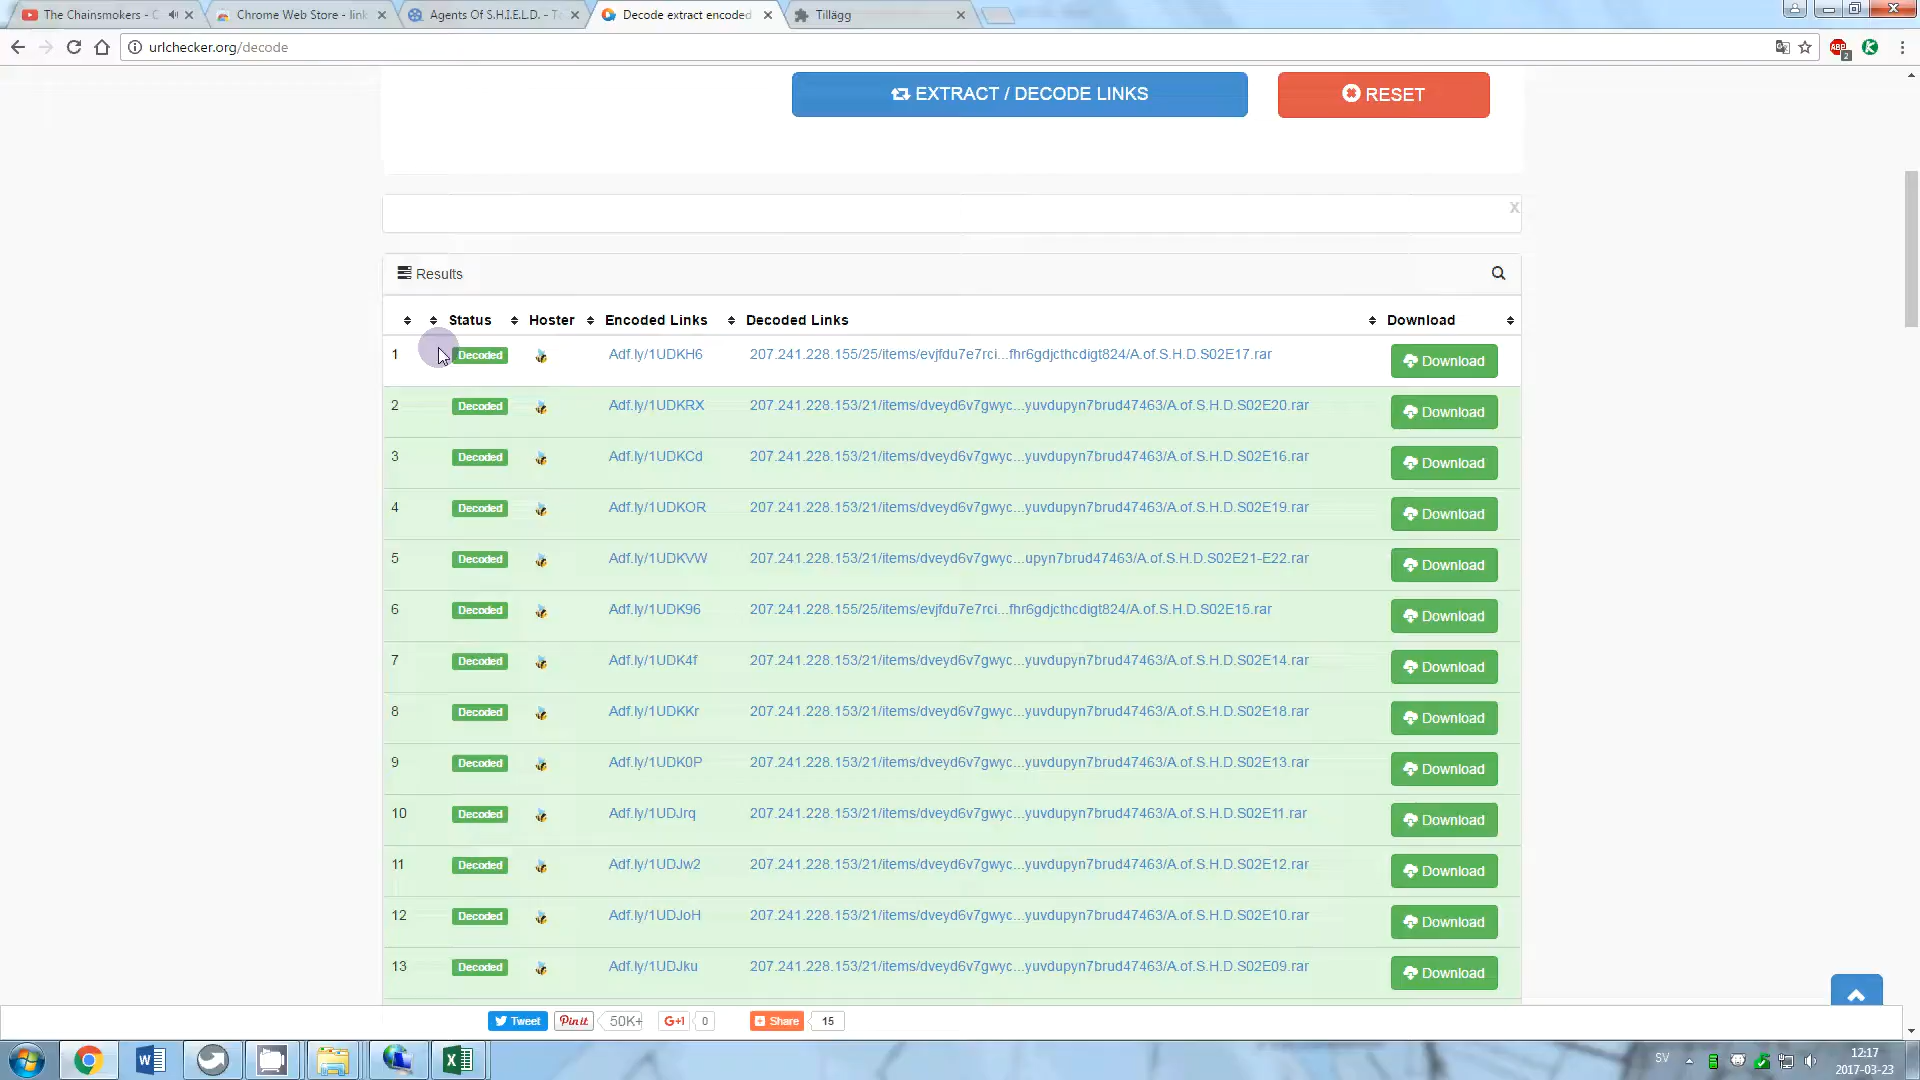 The Chainsmokers - C
Chrome Web Store - link
Agents Of S.H.I.E.L.D. - T
Decode extract encoded
Tillägg
urlchecker.org/decode
ABP
2
K
EXTRACT / DECODE LINKS
RESET
X
Results
Status Hoster Encoded Links Decoded Links Download
1 Decoded Adf.ly/1UDKH6 207.241.228.155/25/items/evjfdu7e7rci...fhr6gdjcthcdigt824/A.of.S.H.D.S02E17.rar Download
2 Decoded Adf.ly/1UDKRX 207.241.228.153/21/items/dveyd6v7gwyc...yuvdupyn7brud47463/A.of.S.H.D.S02E20.rar Download
3 Decoded Adf.ly/1UDKCd 207.241.228.153/21/items/dveyd6v7gwyc...yuvdupyn7brud47463/A.of.S.H.D.S02E16.rar Download
4 Decoded Adf.ly/1UDKOR 207.241.228.153/21/items/dveyd6v7gwyc...yuvdupyn7brud47463/A.of.S.H.D.S02E19.rar Download
5 Decoded Adf.ly/1UDKVW 207.241.228.153/21/items/dveyd6v7gwyc...upyn7brud47463/A.of.S.H.D.S02E21-E22.rar Download
6 Decoded Adf.ly/1UDK96 207.241.228.155/25/items/evjfdu7e7rci...fhr6gdjcthcdigt824/A.of.S.H.D.S02E15.rar Download
7 Decoded Adf.ly/1UDK4f 207.241.228.153/21/items/dveyd6v7gwyc...yuvdupyn7brud47463/A.of.S.H.D.S02E14.rar Download
8 Decoded Adf.ly/1UDKKr 207.241.228.153/21/items/dveyd6v7gwyc...yuvdupyn7brud47463/A.of.S.H.D.S02E18.rar Download
9 Decoded Adf.ly/1UDK0P 207.241.228.153/21/items/dveyd6v7gwyc...yuvdupyn7brud47463/A.of.S.H.D.S02E13.rar Download
10 Decoded Adf.ly/1UDJrq 207.241.228.153/21/items/dveyd6v7gwyc...yuvdupyn7brud47463/A.of.S.H.D.S02E11.rar Download
11 Decoded Adf.ly/1UDJw2 207.241.228.153/21/items/dveyd6v7gwyc...yuvdupyn7brud47463/A.of.S.H.D.S02E12.rar Download
12 Decoded Adf.ly/1UDJoH 207.241.228.153/21/items/dveyd6v7gwyc...yuvdupyn7brud47463/A.of.S.H.D.S02E10.rar Download
13 Decoded Adf.ly/1UDJku 207.241.228.153/21/items/dveyd6v7gwyc...yuvdupyn7brud47463/A.of.S.H.D.S02E09.rar Download
Tweet Pin it 50K+ G+1 0 Share 15
SV
12:17
2017-03-23